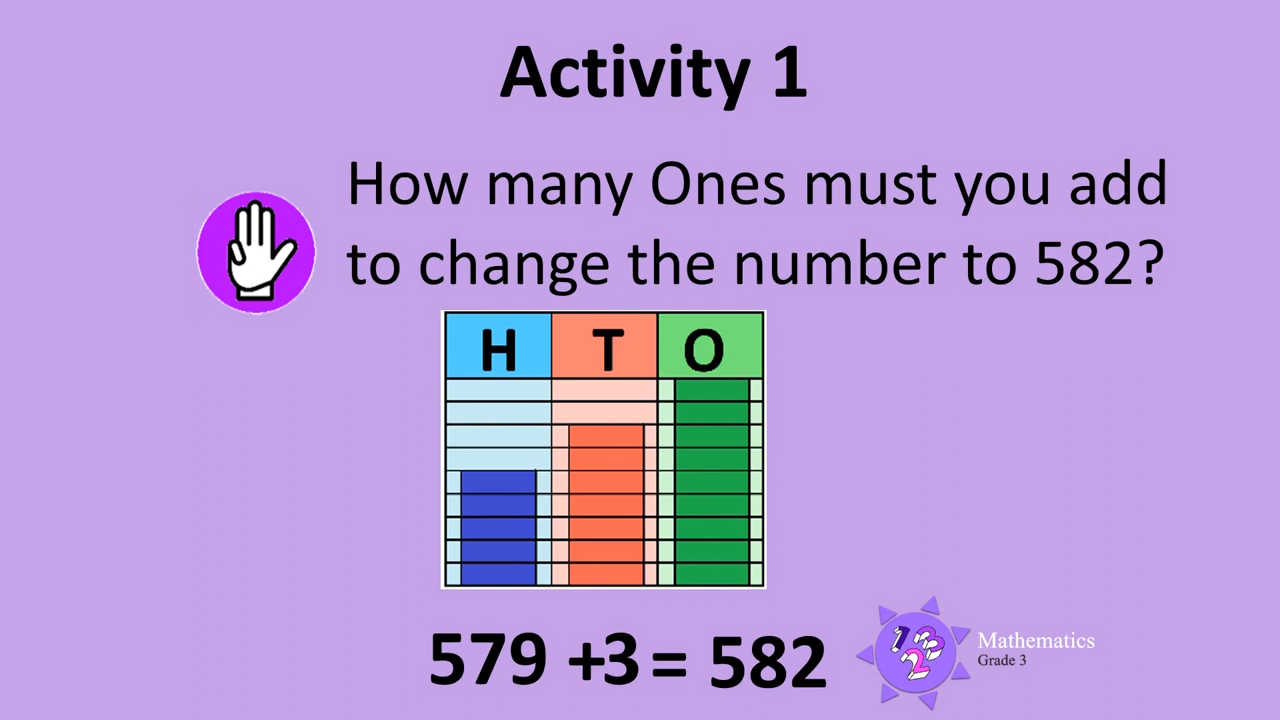 Activity 1
How many Ones must you add
to change the number to 582?
H T O
579 +3 = 582
123
Mathematics
Grade 3